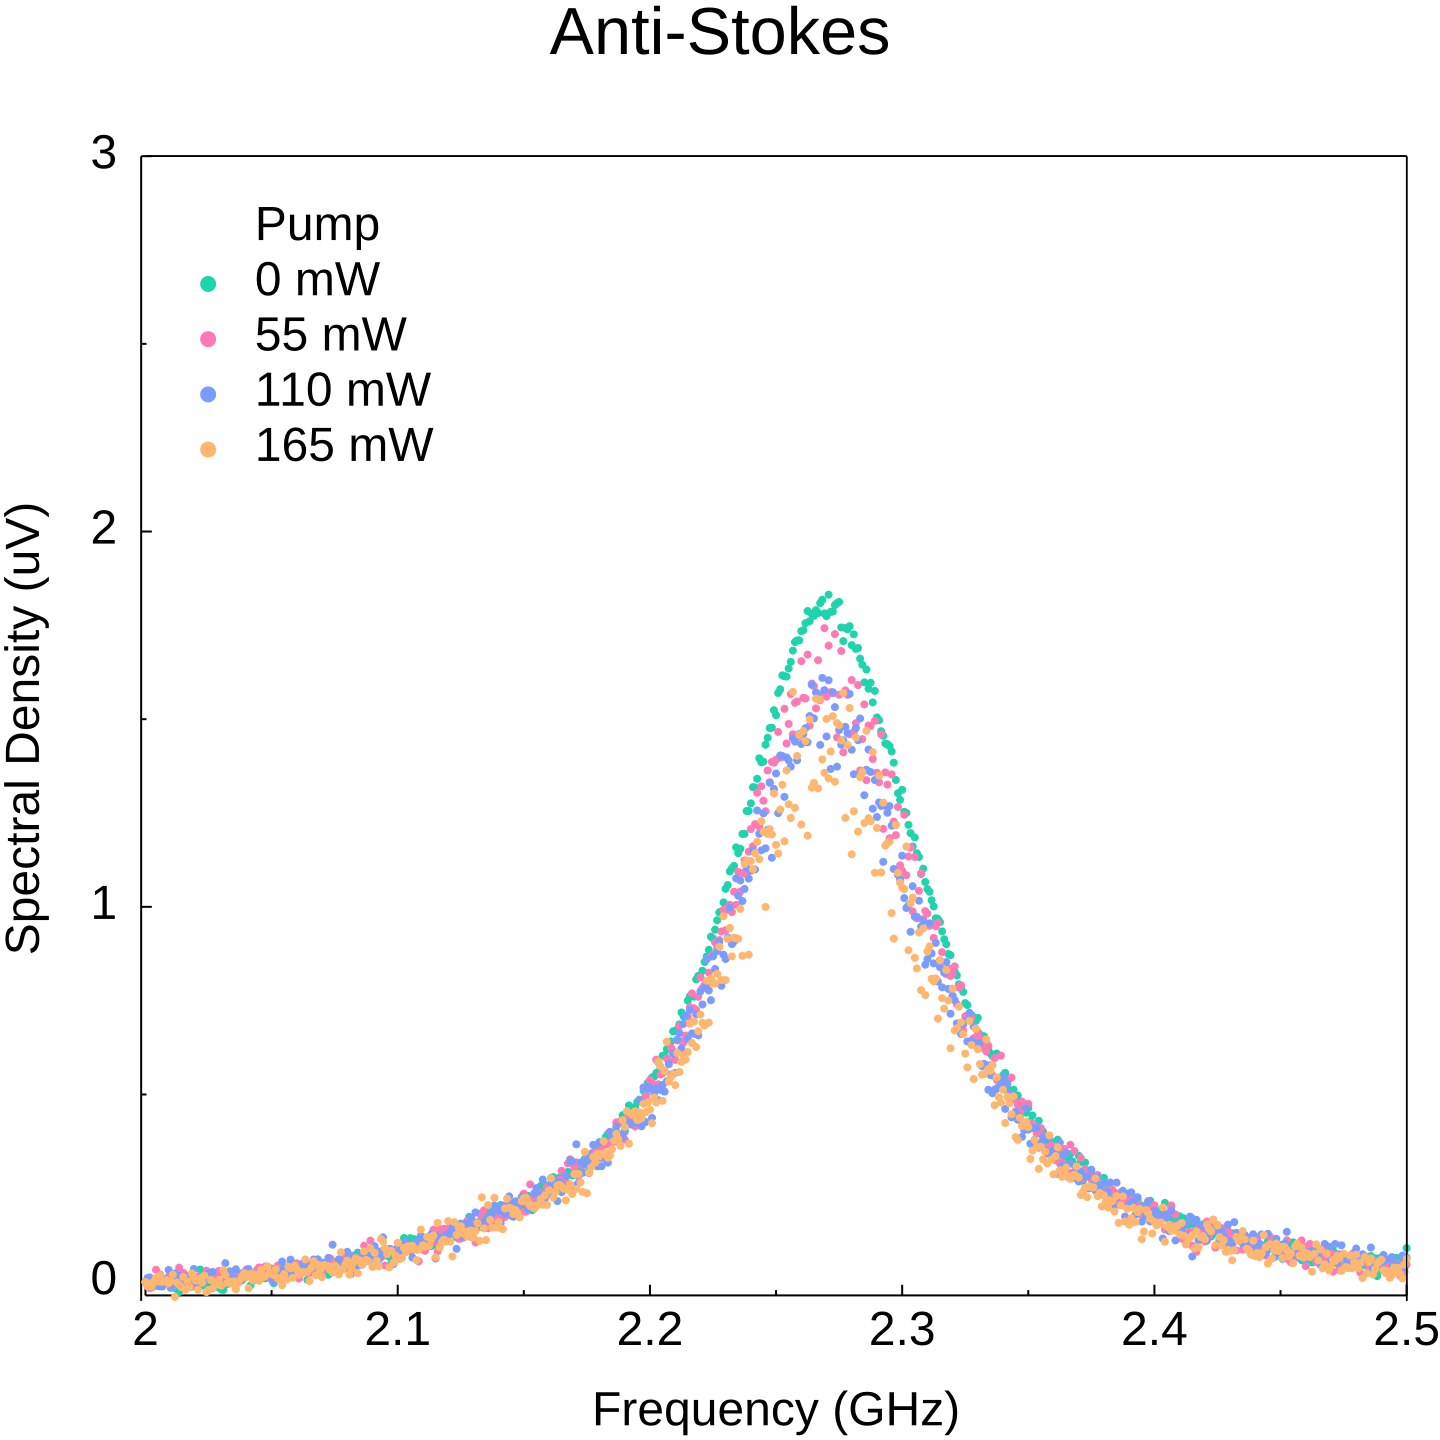 Anti-Stokes
3
Pump
0 mW
55 mW
110 mW
165 mW
2
Spectral Density (uV)
1
0
2 2.1 2.2 2.3 2.4 2.5
Frequency (GHz)